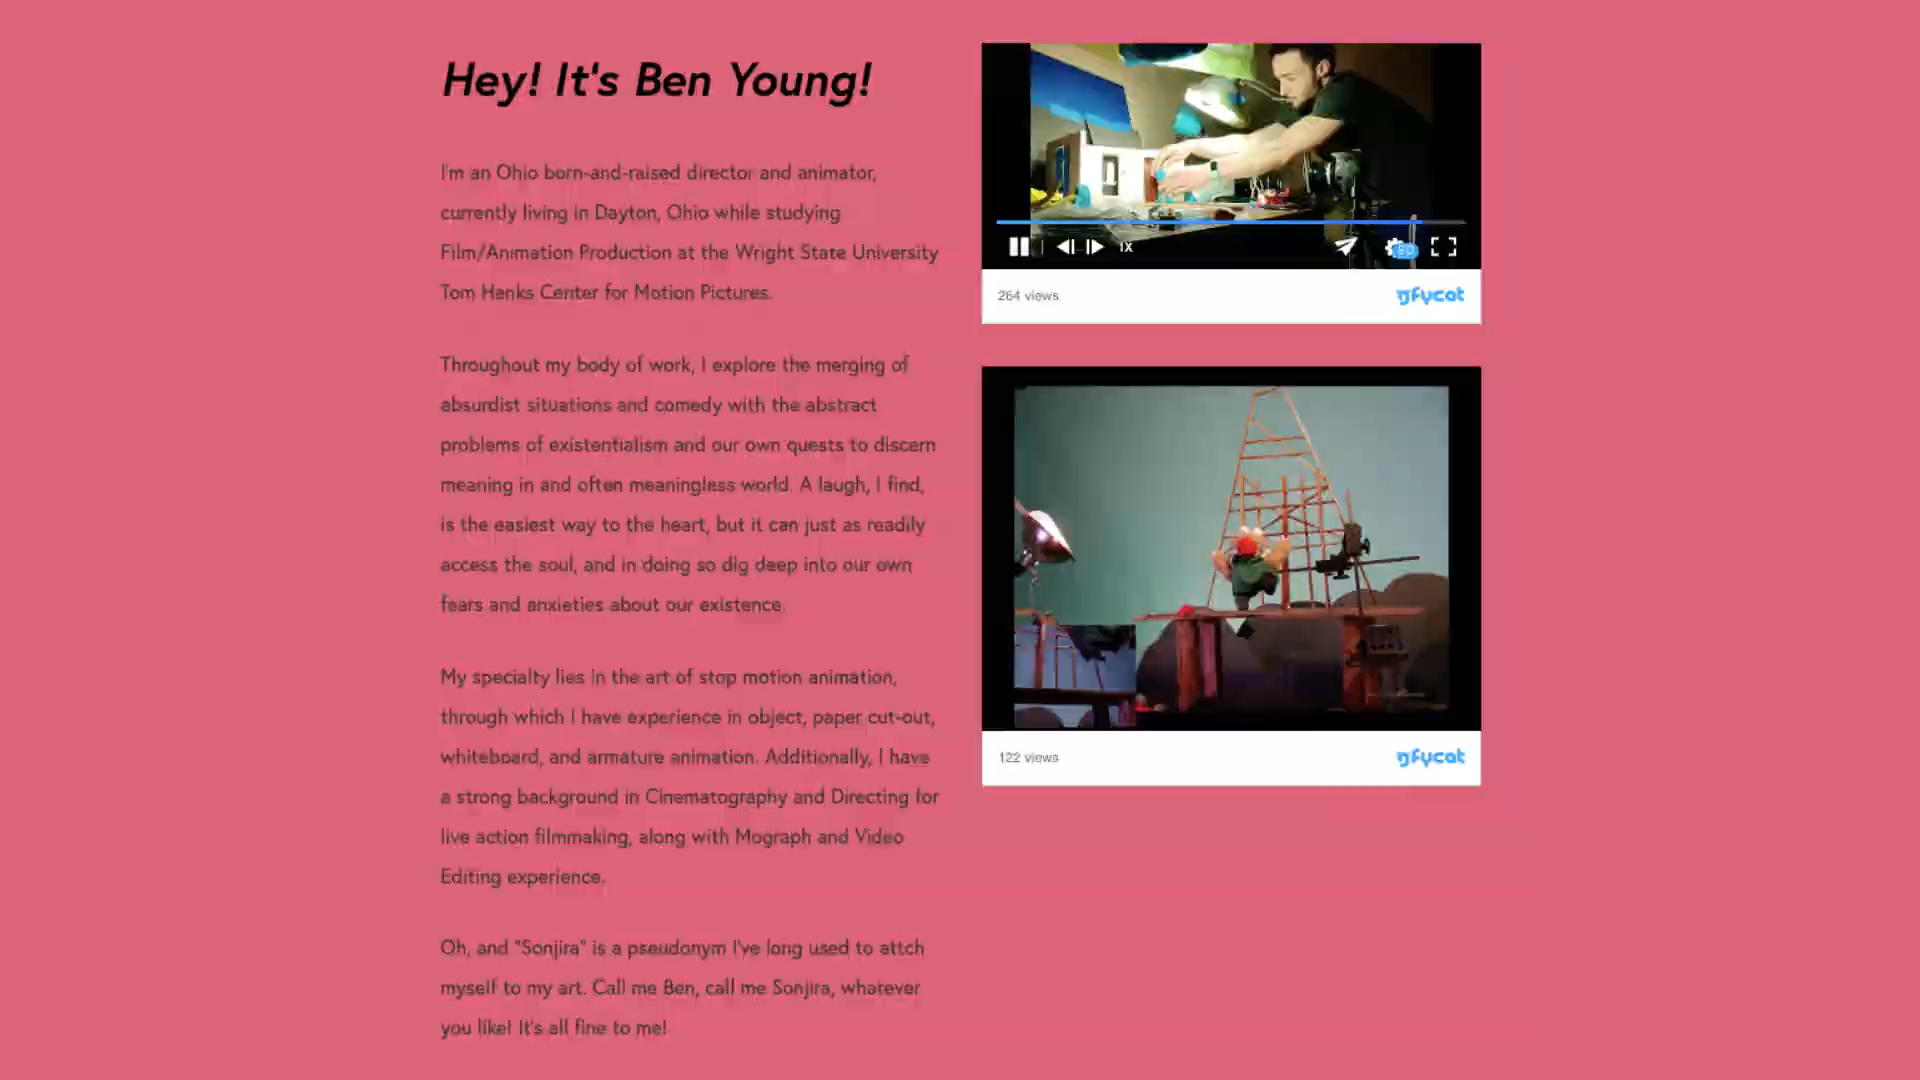 Hey! It's Ben Young!
I'm an Ohio born-and-raised director and animator,
currently living in Dayton, Ohio while studying
Film/Animation Production at the Wright State University
Tom Hanks Center for Motion Pictures.
Throughout my body of work, I explore the merging of
absurdist situations and comedy with the abstract
problems of existentialism and our own quests to discern
meaning in and often meaningless world. A laugh, I find,
is the easiest way to the heart, but it can just as readily
access the soul, and in doing so dig deep into our own
fears and anxieties about our existence.
My specialty lies in the art of stop motion animation,
through which I have experience in object, paper cut-out,
whiteboard, and armature animation. Additionally, I have
a strong background in Cinematography and Directing for
live action filmmaking, along with Mograph and Video
Editing experience.
Oh, and "Sonjira" is a pseudonym I've long used to attch
myself to my art. Call me Ben, call me Sonjira, whatever
you like! It's all fine to me!
1X
264 views
gfycat
122 views
gfycat